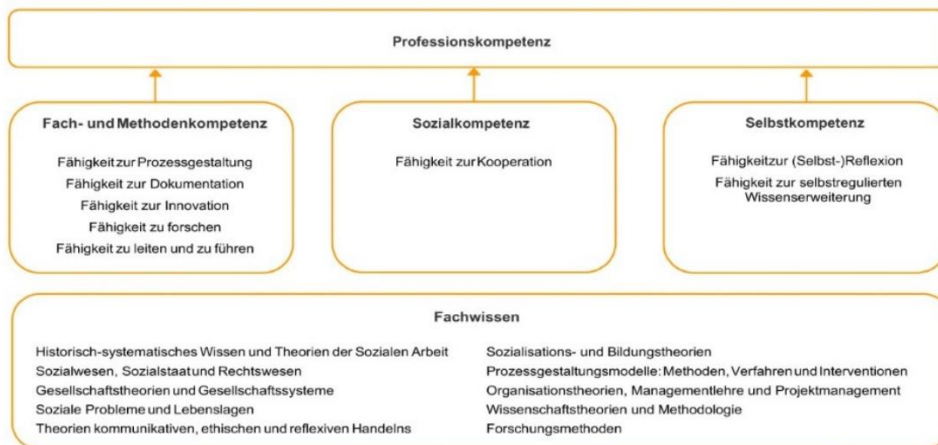 Professionskompetenz
Fach- und Methodenkompetenz
Fähigkeit zur Prozessgestaltung
Fähigkeit zur Dokumentation
Fähigkeit zur Innovation
Fähigkeit zu forschen
Fähigkeit zu leiten und zu führen
Sozialkompetenz
Fähigkeit zur Kooperation
Selbstkompetenz
Fähigkeit zur (Selbst-)Reflexion
Fähigkeit zur selbstregulierten
Wissenserweiterung
Fachwissen
Historisch-systematisches Wissen und Theorien der Sozialen Arbeit
Sozialwesen, Sozialstaat und Rechtswesen
Gesellschaftstheorien und Gesellschaftssysteme
Soziale Probleme und Lebenslagen
Theorien kommunikativen, ethischen und reflexiven Handelns
Sozialisations- und Bildungstheorien
Prozessgestaltungsmodelle: Methoden, Verfahren und Interventionen
Organisationstheorien, Managementlehre und Projektmanagement
Wissenschaftstheorien und Methodologie
Forschungsmethoden